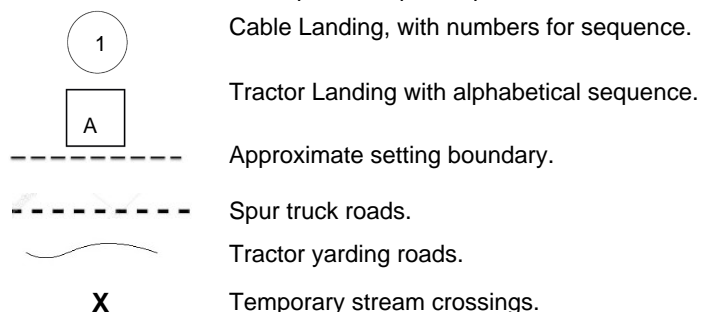 1 Cable Landing, with numbers for sequence.
A Tractor Landing with alphabetical sequence.
Approximate setting boundary.
Spur truck roads.
Tractor yarding roads.
X Temporary stream crossings.